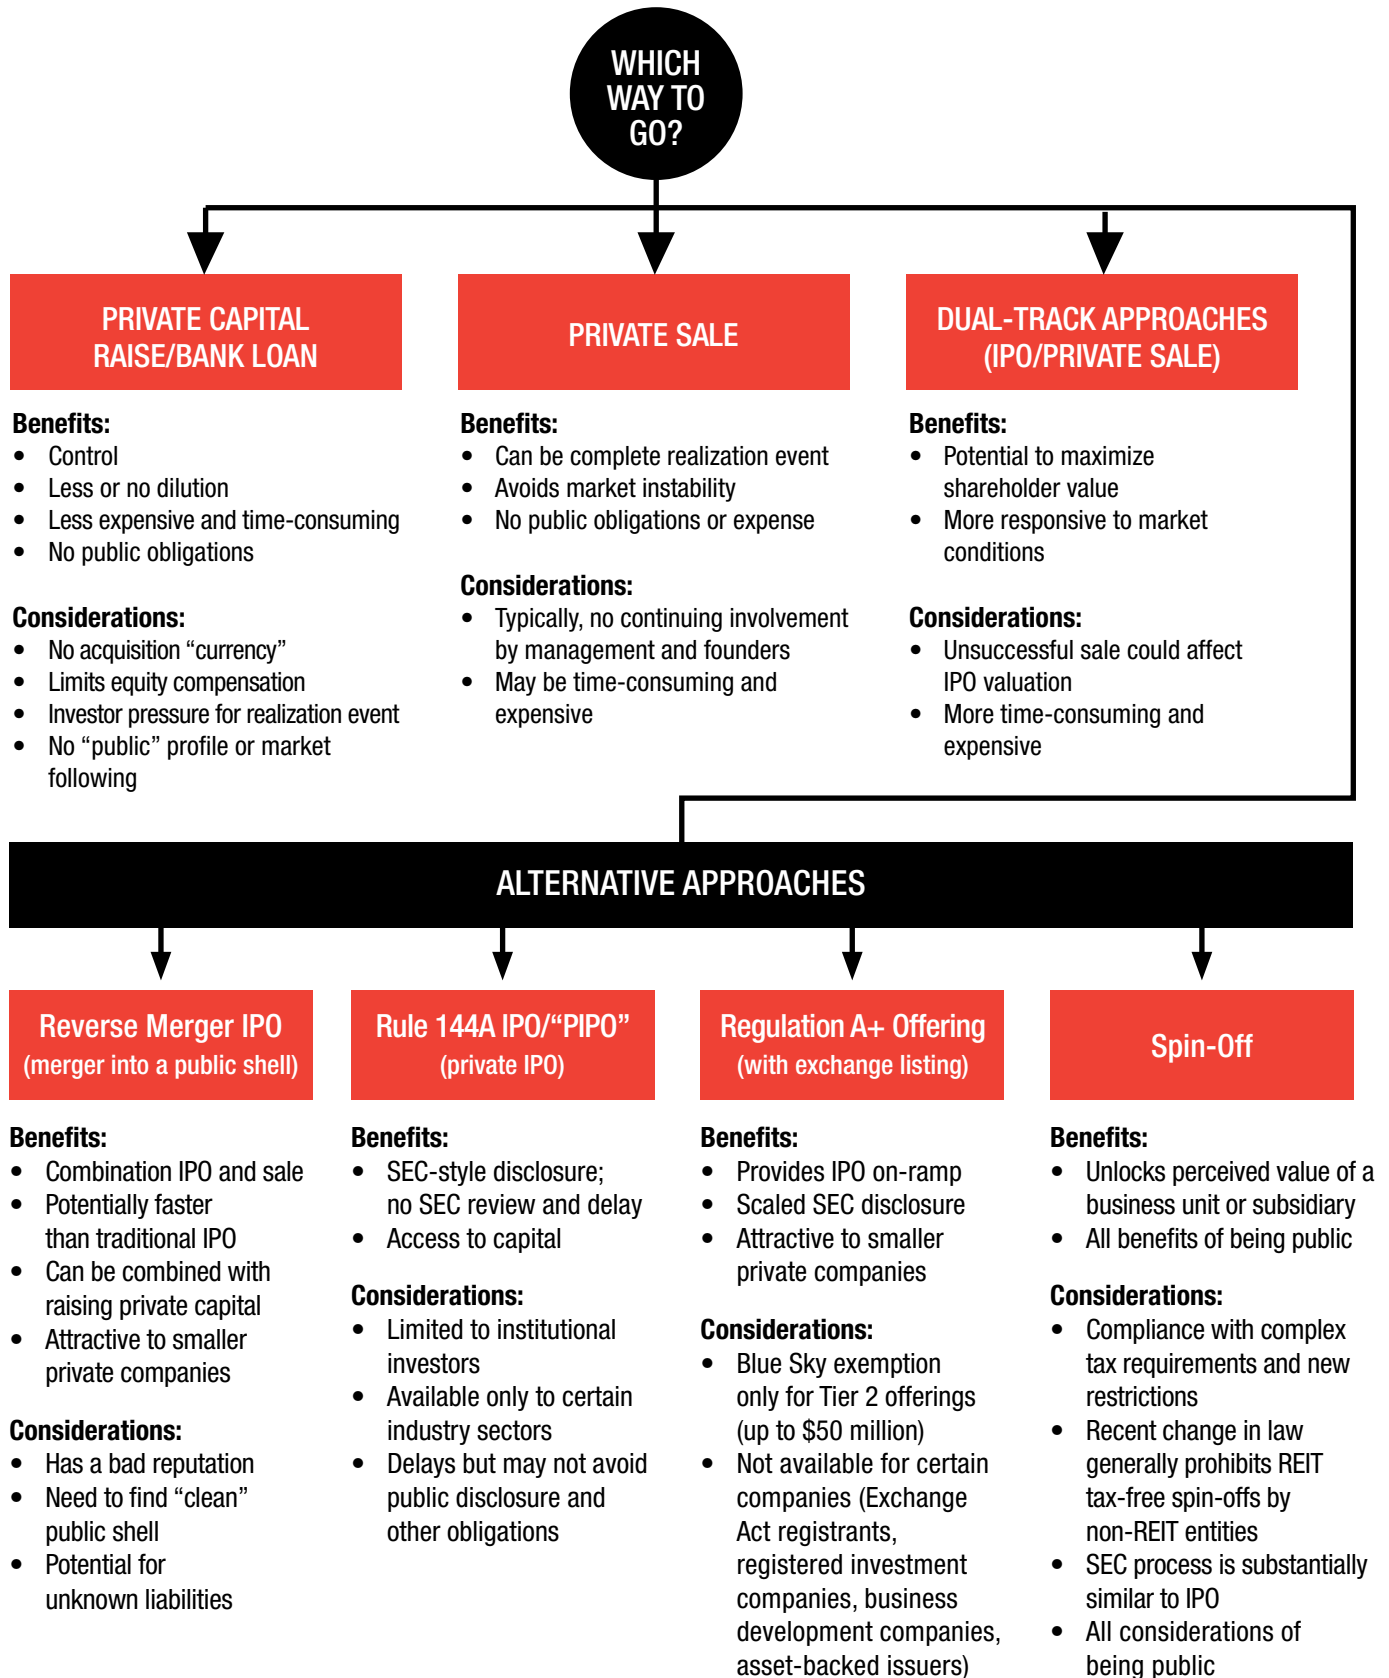 WHICH
WAY TO
GO?
PRIVATE CAPITAL
RAISE/BANK LOAN
Benefits:
• Control
• Less or no dilution
• Less expensive and time-consuming
• No public obligations
Considerations:
• No acquisition “currency”
• Limits equity compensation
• Investor pressure for realization event
• No “public” profile or market
following
PRIVATE SALE
Benefits:
• Can be complete realization event
• Avoids market instability
• No public obligations or expense
Considerations:
• Typically, no continuing involvement
by management and founders
• May be time-consuming and
expensive
DUAL-TRACK APPROACHES
(IPO/PRIVATE SALE)
Benefits:
• Potential to maximize
shareholder value
• More responsive to market
conditions
Considerations:
• Unsuccessful sale could affect
IPO valuation
• More time-consuming and
expensive
ALTERNATIVE APPROACHES
Reverse Merger IPO
(merger into a public shell)
Benefits:
• Combination IPO and sale
• Potentially faster
than traditional IPO
• Can be combined with
raising private capital
• Attractive to smaller
private companies
Considerations:
• Has a bad reputation
• Need to find “clean”
public shell
• Potential for
unknown liabilities
Rule 144A IPO/“PIPO”
(private IPO)
Benefits:
• SEC-style disclosure;
no SEC review and delay
• Access to capital
Considerations:
• Limited to institutional
investors
• Available only to certain
industry sectors
• Delays but may not avoid
public disclosure and
other obligations
Regulation A+ Offering
(with exchange listing)
Benefits:
• Provides IPO on-ramp
• Scaled SEC disclosure
• Attractive to smaller
private companies
Considerations:
• Blue Sky exemption
only for Tier 2 offerings
(up to $50 million)
• Not available for certain
companies (Exchange
Act registrants,
registered investment
companies, business
development companies,
asset-backed issuers)
Spin-Off
Benefits:
• Unlocks perceived value of a
business unit or subsidiary
• All benefits of being public
Considerations:
• Compliance with complex
tax requirements and new
restrictions
• Recent change in law
generally prohibits REIT
tax-free spin-offs by
non-REIT entities
• SEC process is substantially
similar to IPO
• All considerations of
being public